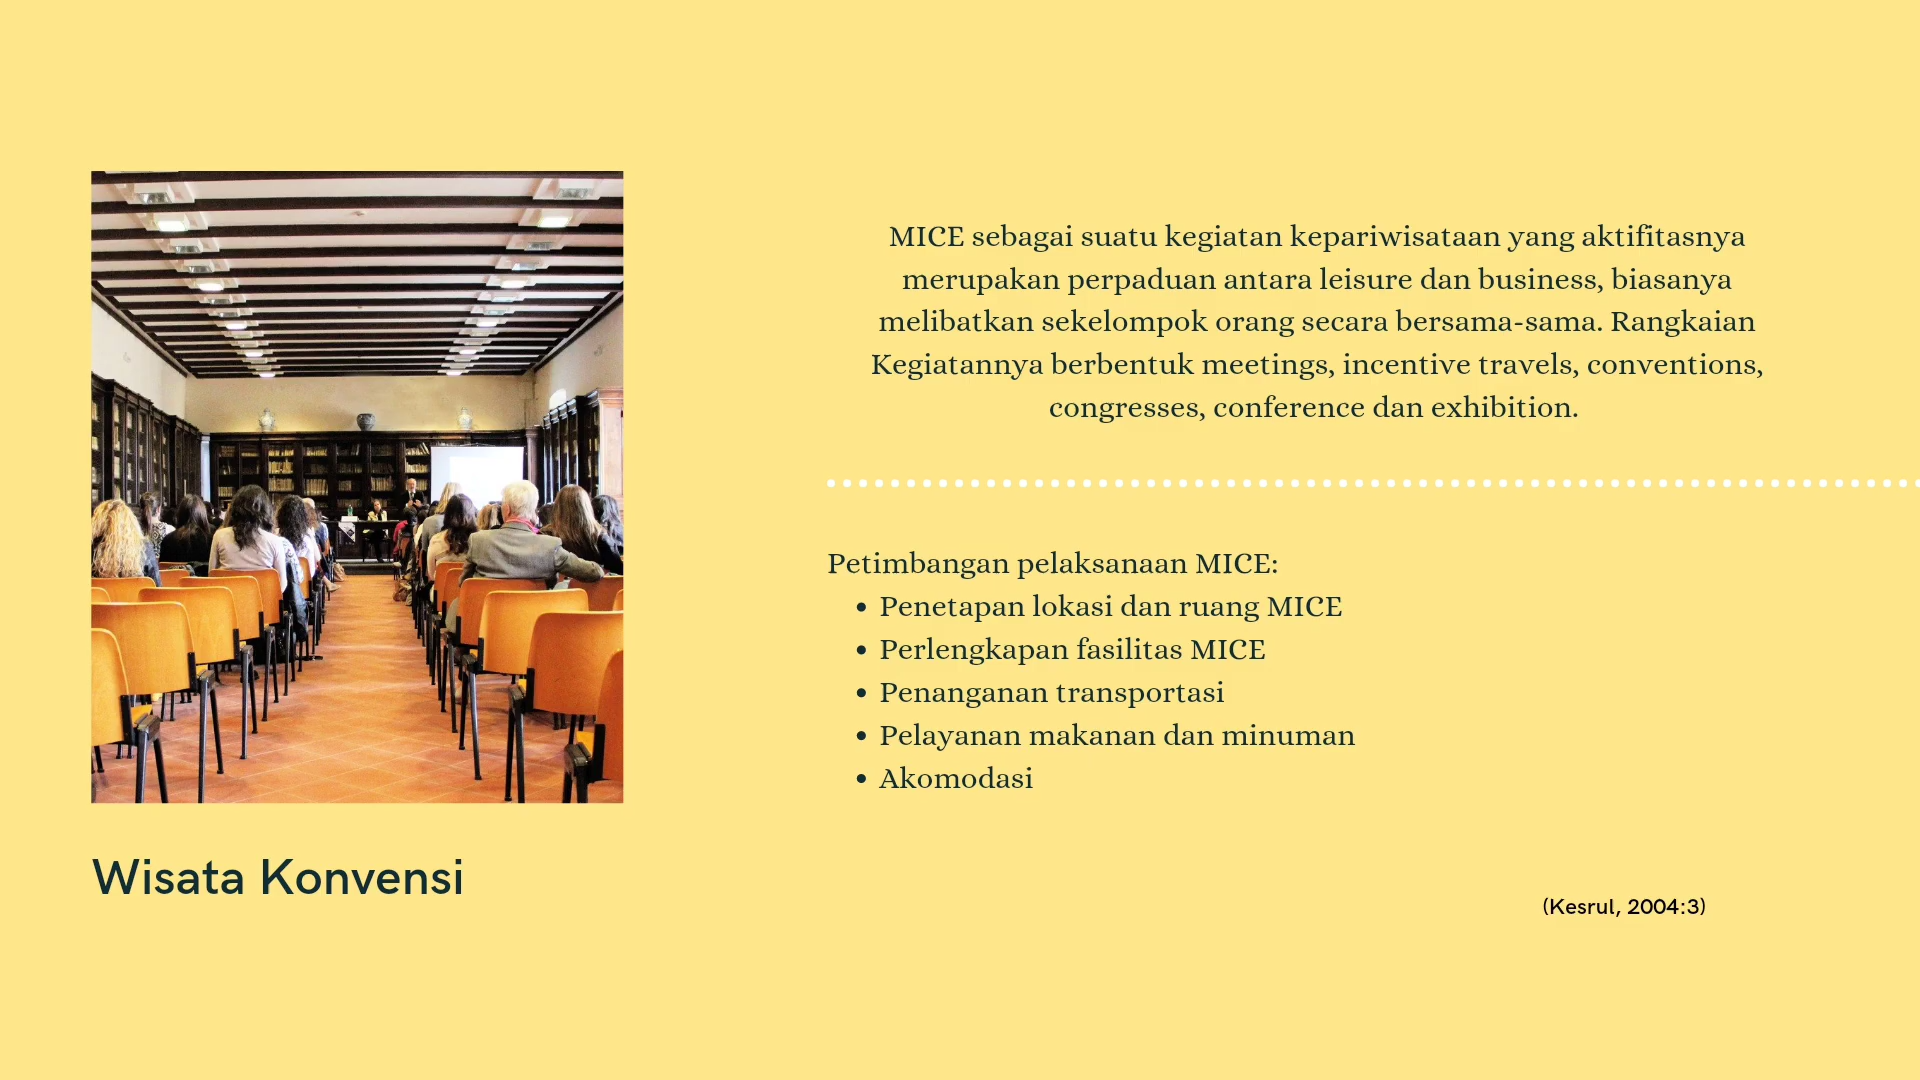 MICE sebagai suatu kegiatan kepariwisataan yang aktifitasnya
merupakan perpaduan antara leisure dan business, biasanya
melibatkan sekelompok orang secara bersama-sama. Rangkaian
Kegiatannya berbentuk meetings, incentive travels, conventions,
congresses, conference dan exhibition.
Petimbangan pelaksanaan MICE:
• Penetapan lokasi dan ruang MICE
• Perlengkapan fasilitas MICE
• Penanganan transportasi
• Pelayanan makanan dan minuman
• Akomodasi
Wisata Konvensi
(Kesrul, 2004:3)